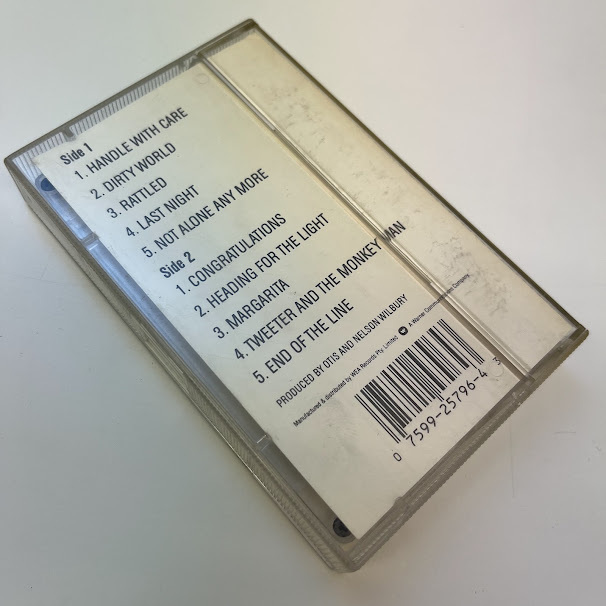 Side 1
1. HANDLE WITH CARE
2. DIRTY WORLD
3. RATTLED
4. LAST NIGHT
5. NOT ALONE ANY MORE
Side 2
1. CONGRATULATIONS
2. HEADING FOR THE LIGHT
3. MARGARITA
4. TWEETER AND THE MONKEY MAN
5. END OF THE LINE
PRODUCED BY OTIS AND NELSON WILBURY
Manufactured & distributed by WEA Records Pty. Limited A Warner Communications Company.
0 7599-25796-4 3